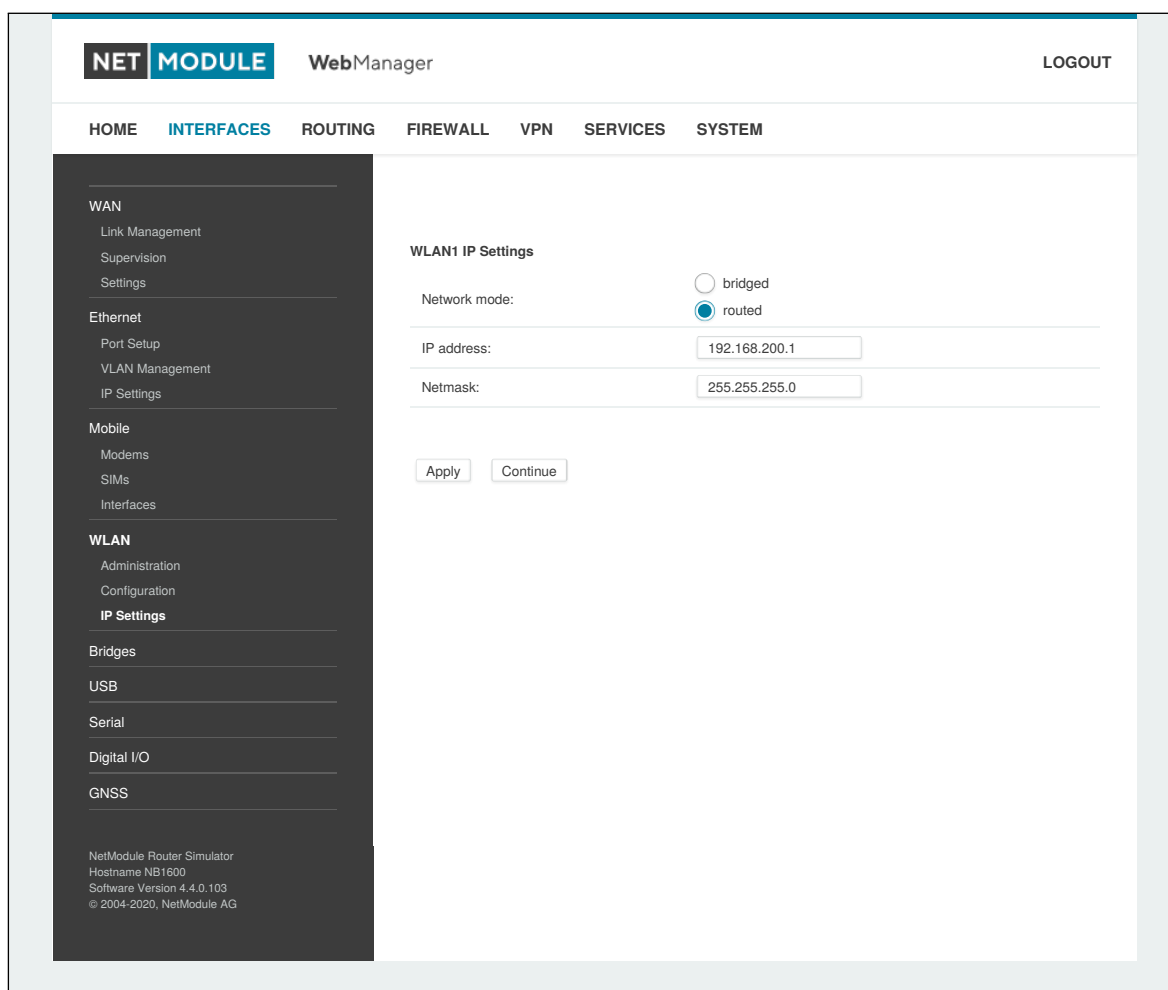 NET MODULE WebManager LOGOUT
HOME INTERFACES ROUTING FIREWALL VPN SERVICES SYSTEM
WAN
Link Management
Supervision
Settings
Ethernet
Port Setup
VLAN Management
IP Settings
Mobile
Modems
SIMs
Interfaces
WLAN
Administration
Configuration
IP Settings
Bridges
USB
Serial
Digital I/O
GNSS
NetModule Router Simulator
Hostname NB1600
Software Version 4.4.0.103
© 2004-2020, NetModule AG
WLAN1 IP Settings
Network mode:
bridged
routed
IP address: 192.168.200.1
Netmask: 255.255.255.0
Apply Continue